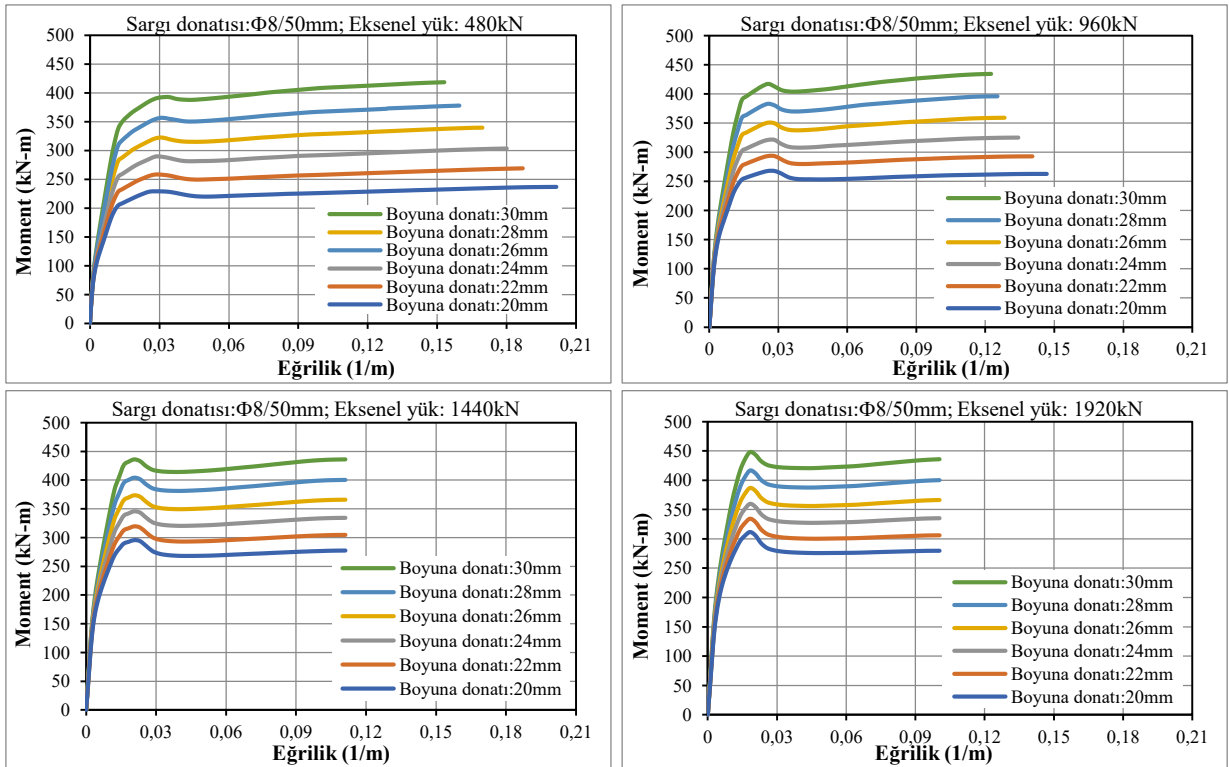 Sargı donatısı:Φ8/50mm; Eksenel yük: 480kN
500
450
400
350
300
250
200
150
100
50
0
Moment (kN-m)
Boyuna donatı:30mm
Boyuna donatı:28mm
Boyuna donatı:26mm
Boyuna donatı:24mm
Boyuna donatı:22mm
Boyuna donatı:20mm
0 0,03 0,06 0,09 0,12 0,15 0,18 0,21
Eğrilik (1/m)
Sargı donatısı:Φ8/50mm; Eksenel yük: 960kN
500
450
400
350
300
250
200
150
100
50
0
Moment (kN-m)
Boyuna donatı:30mm
Boyuna donatı:28mm
Boyuna donatı:26mm
Boyuna donatı:24mm
Boyuna donatı:22mm
Boyuna donatı:20mm
0 0,03 0,06 0,09 0,12 0,15 0,18 0,21
Eğrilik (1/m)
Sargı donatısı:Φ8/50mm; Eksenel yük: 1440kN
500
450
400
350
300
250
200
150
100
50
0
Moment (kN-m)
Boyuna donatı:30mm
Boyuna donatı:28mm
Boyuna donatı:26mm
Boyuna donatı:24mm
Boyuna donatı:22mm
Boyuna donatı:20mm
0 0,03 0,06 0,09 0,12 0,15 0,18 0,21
Eğrilik (1/m)
Sargı donatısı:Φ8/50mm; Eksenel yük: 1920kN
500
450
400
350
300
250
200
150
100
50
0
Moment (kN-m)
Boyuna donatı:30mm
Boyuna donatı:28mm
Boyuna donatı:26mm
Boyuna donatı:24mm
Boyuna donatı:22mm
Boyuna donatı:20mm
0 0,03 0,06 0,09 0,12 0,15 0,18 0,21
Eğrilik (1/m)